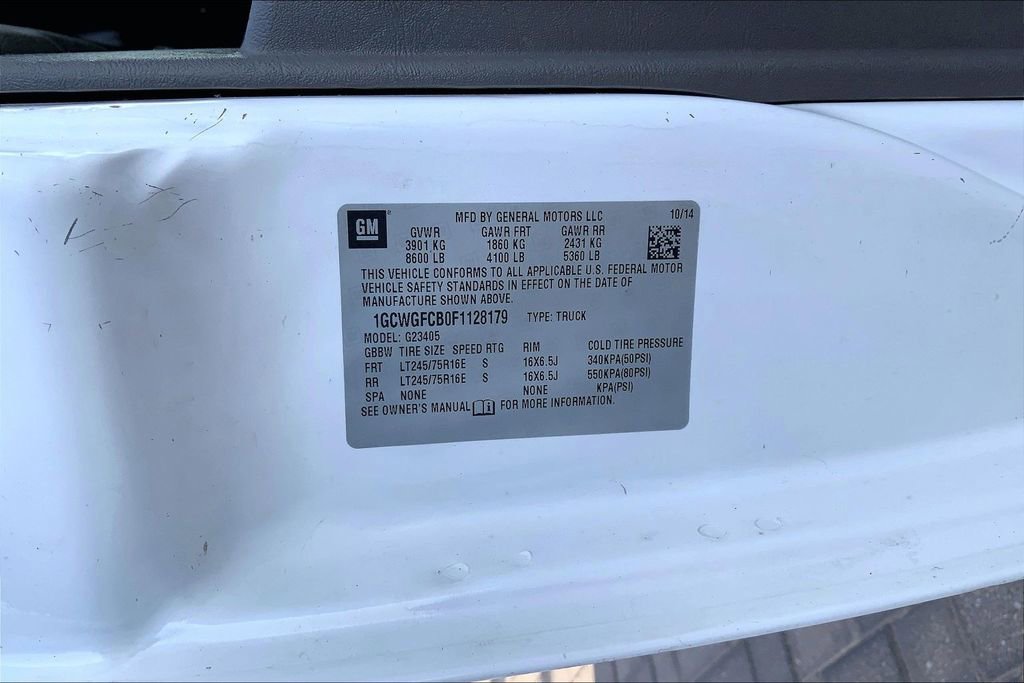 GM ® MFD BY GENERAL MOTORS LLC 10/14
GVWR GAWR FRT GAWR RR
3901 KG 1860 KG 2431 KG
8600 LB 4100 LB 5360 LB
THIS VEHICLE CONFORMS TO ALL APPLICABLE U.S. FEDERAL MOTOR
VEHICLE SAFETY STANDARDS IN EFFECT ON THE DATE OF
MANUFACTURE SHOWN ABOVE.
1GCWGFCB0F1128179 TYPE: TRUCK
MODEL: G23405
GBBW TIRE SIZE SPEED RTG RIM COLD TIRE PRESSURE
FRT LT245/75R16E S 16X6.5J 340KPA(50PSI)
RR LT245/75R16E S 16X6.5J 550KPA(80PSI)
SPA NONE NONE KPA(PSI)
SEE OWNER'S MANUAL FOR MORE INFORMATION.